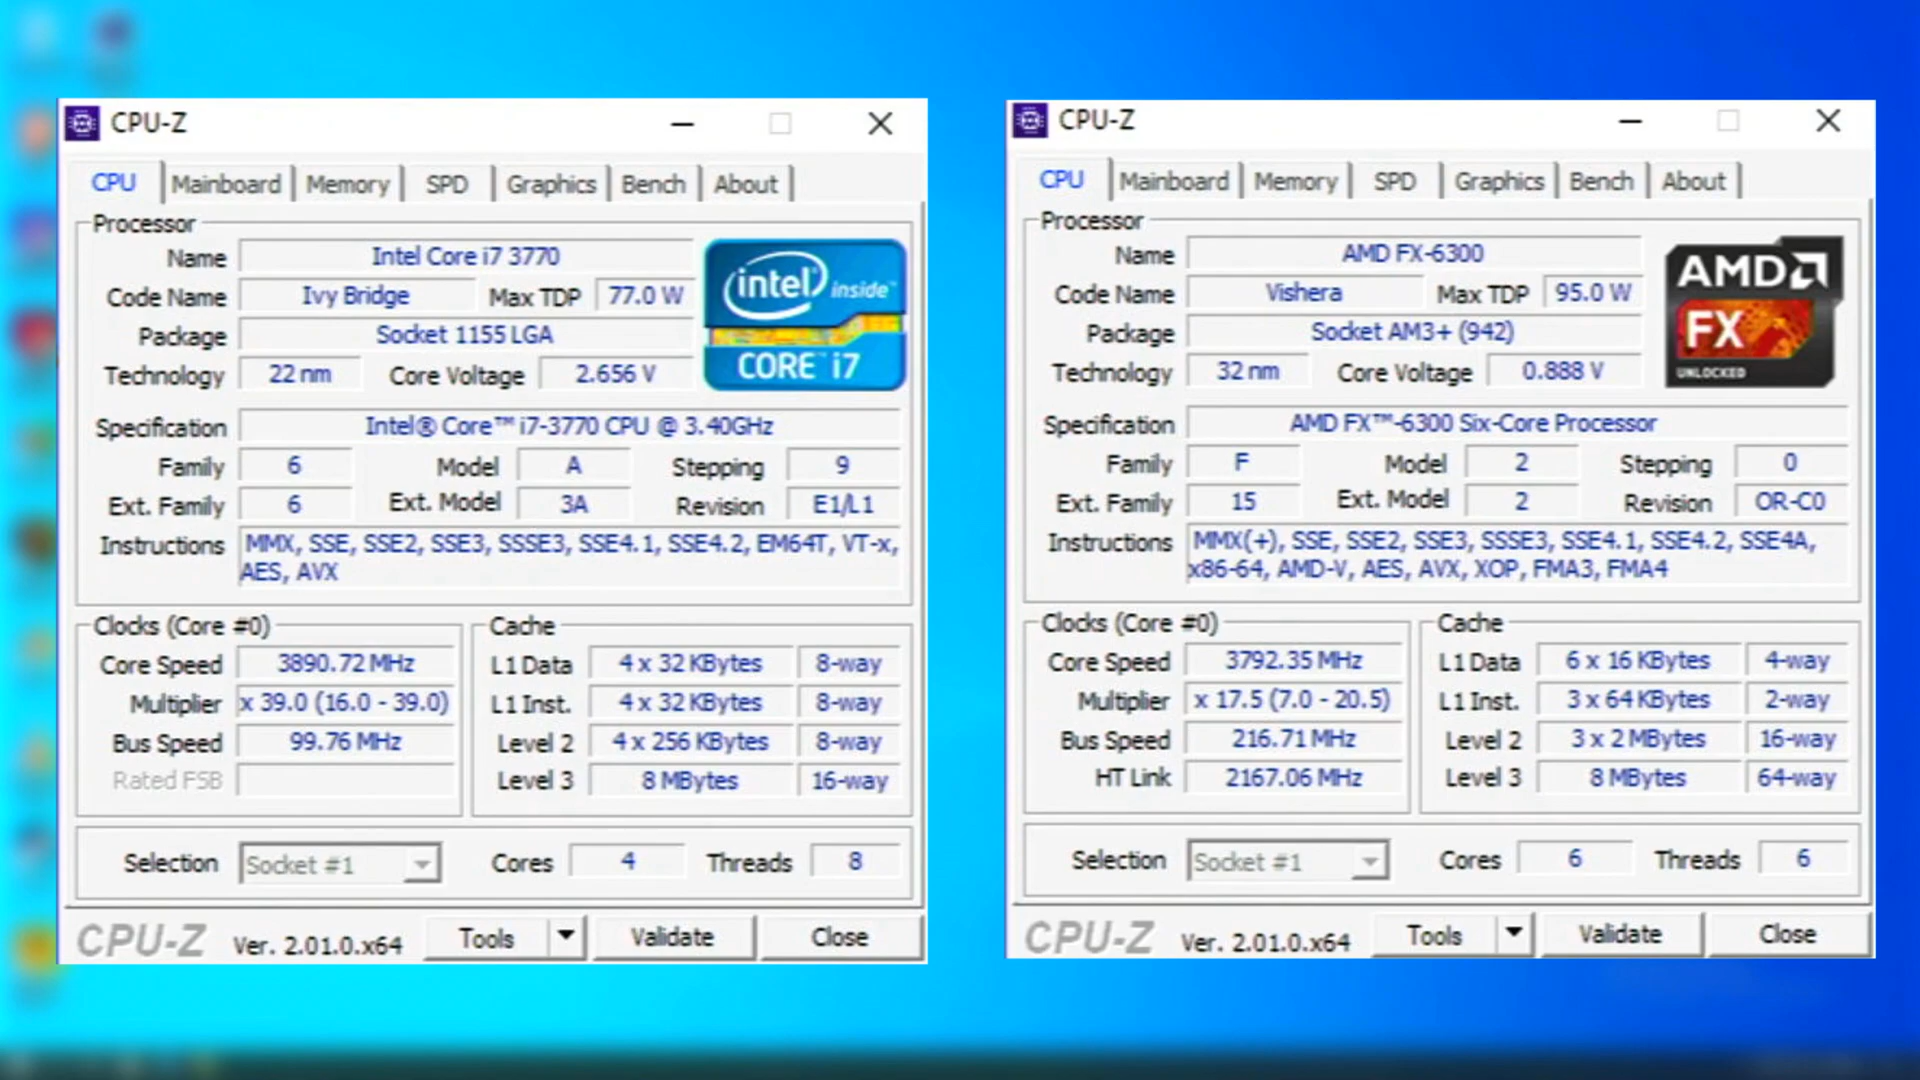 CPU-Z
CPU Mainboard Memory SPD Graphics Bench About
Processor
Name Intel Core i7 3770
Code Name Ivy Bridge Max TDP 77.0 W
Package Socket 1155 LGA
Technology 22 nm Core Voltage 2.656 V
intel inside™
CORE™ i7
Specification Intel® Core™ i7-3770 CPU @ 3.40GHz
Family 6 Model A Stepping 9
Ext. Family 6 Ext. Model 3A Revision E1/L1
Instructions MMX, SSE, SSE2, SSE3, SSSE3, SSE4.1, SSE4.2, EM64T, VT-x,
AES, AVX
Clocks (Core #0)
Core Speed 3890.72 MHz
Multiplier x 39.0 (16.0 - 39.0)
Bus Speed 99.76 MHz
Rated FSB
Cache
L1 Data 4 x 32 KBytes 8-way
L1 Inst. 4 x 32 KBytes 8-way
Level 2 4 x 256 KBytes 8-way
Level 3 8 MBytes 16-way
Selection Socket #1 Cores 4 Threads 8
CPU-Z Ver. 2.01.0.x64 Tools Validate Close
CPU-Z
CPU Mainboard Memory SPD Graphics Bench About
Processor
Name AMD FX-6300
Code Name Vishera Max TDP 95.0 W
Package Socket AM3+ (942)
Technology 32 nm Core Voltage 0.888 V
AMD
FX
UNLOCKED
Specification AMD FX™-6300 Six-Core Processor
Family F Model 2 Stepping 0
Ext. Family 15 Ext. Model 2 Revision OR-C0
Instructions MMX(+), SSE, SSE2, SSE3, SSSE3, SSE4.1, SSE4.2, SSE4A,
x86-64, AMD-V, AES, AVX, XOP, FMA3, FMA4
Clocks (Core #0)
Core Speed 3792.35 MHz
Multiplier x 17.5 (7.0 - 20.5)
Bus Speed 216.71 MHz
HT Link 2167.06 MHz
Cache
L1 Data 6 x 16 KBytes 4-way
L1 Inst. 3 x 64 KBytes 2-way
Level 2 3 x 2 MBytes 16-way
Level 3 8 MBytes 64-way
Selection Socket #1 Cores 6 Threads 6
CPU-Z Ver. 2.01.0.x64 Tools Validate Close